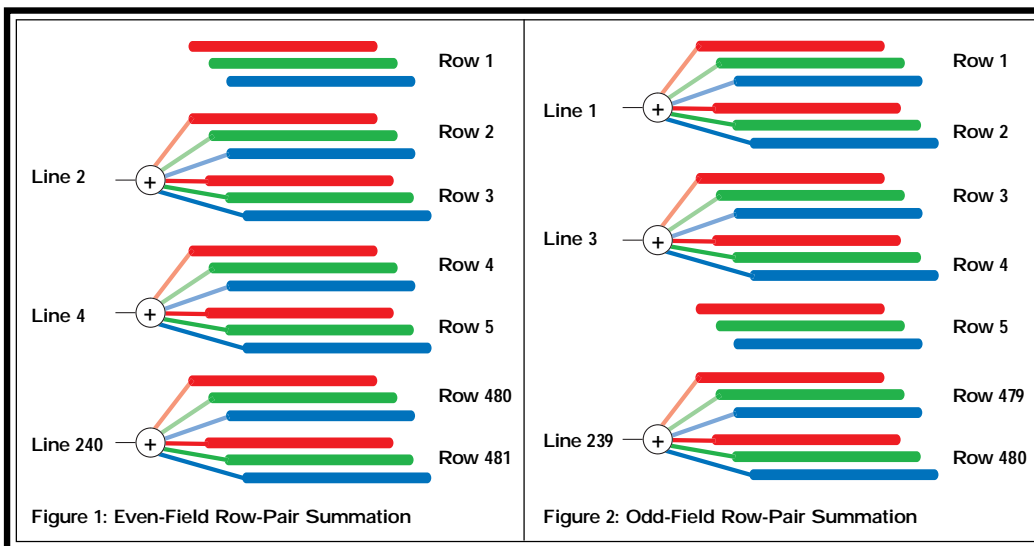 Row 1
Row 2
Line 2
+
Row 3
Row 4
Line 4
+
Row 5
Row 480
Line 240
+
Row 481
Figure 1: Even-Field Row-Pair Summation
Row 1
Line 1
+
Row 2
Row 3
Line 3
+
Row 4
Row 5
Row 479
Line 239
+
Row 480
Figure 2: Odd-Field Row-Pair Summation